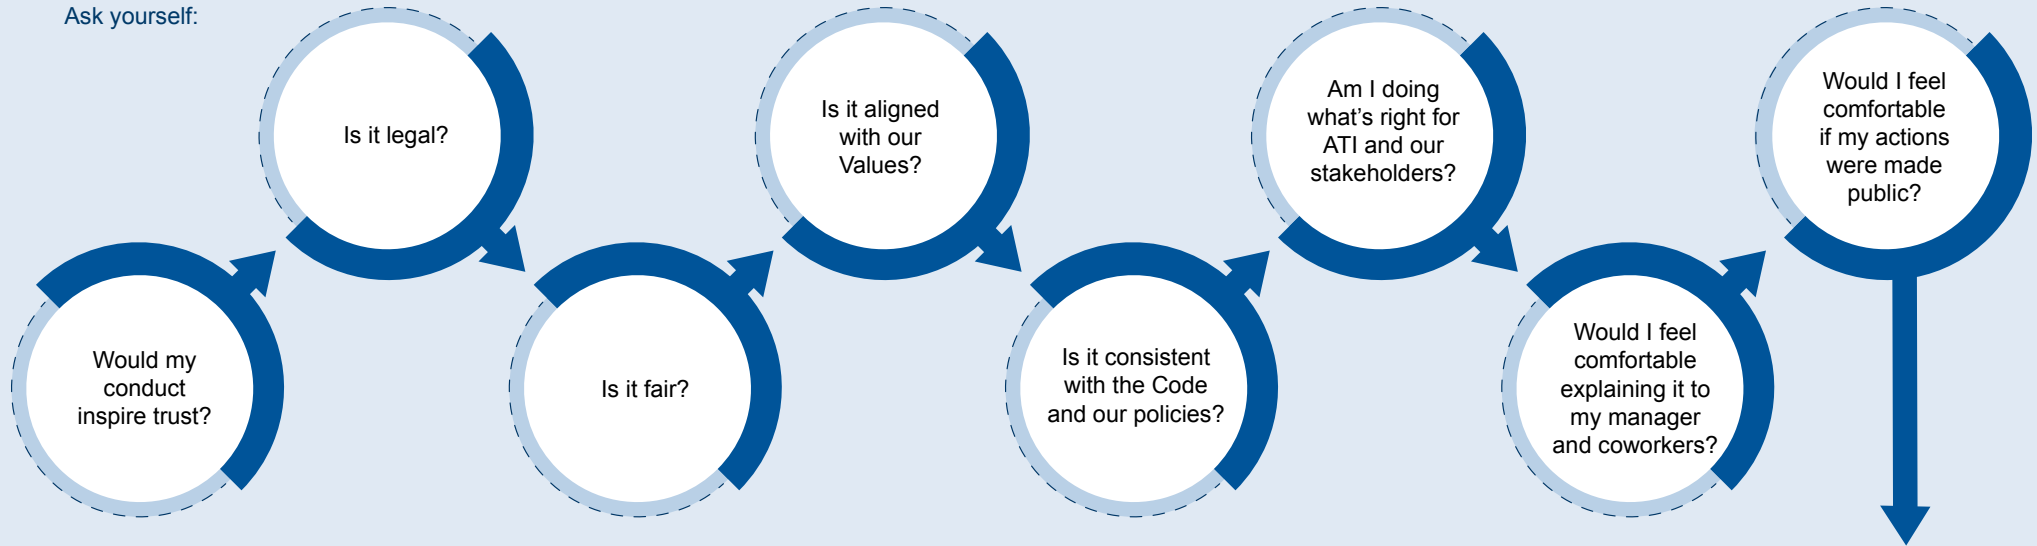 Ask yourself:
Would my
conduct
inspire trust?
Is it legal?
Is it fair?
Is it aligned
with our
Values?
Is it consistent
with the Code
and our policies?
Am I doing
what’s right for
ATI and our
stakeholders?
Would I feel
comfortable
explaining it to
my manager
and coworkers?
Would I feel
comfortable
if my actions
were made
public?